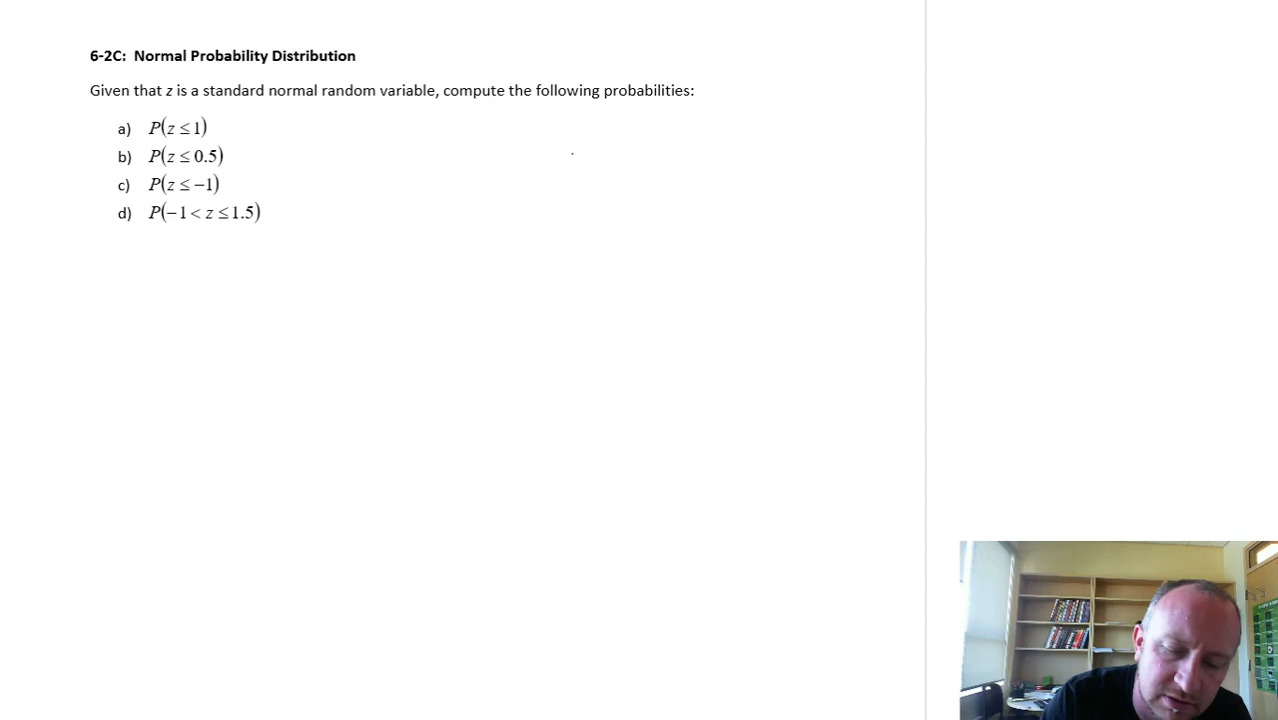 6-2C: Normal Probability Distribution
Given that z is a standard normal random variable, compute the following probabilities:
a) P(z ≤ 1)
b) P(z ≤ 0.5)
c) P(z ≤ −1)
d) P(−1 < z ≤ 1.5)